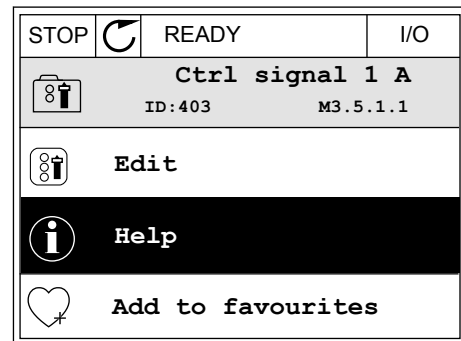 STOP READY I/O
Ctrl signal 1 A
ID:403 M3.5.1.1
Edit
Help
Add to favourites